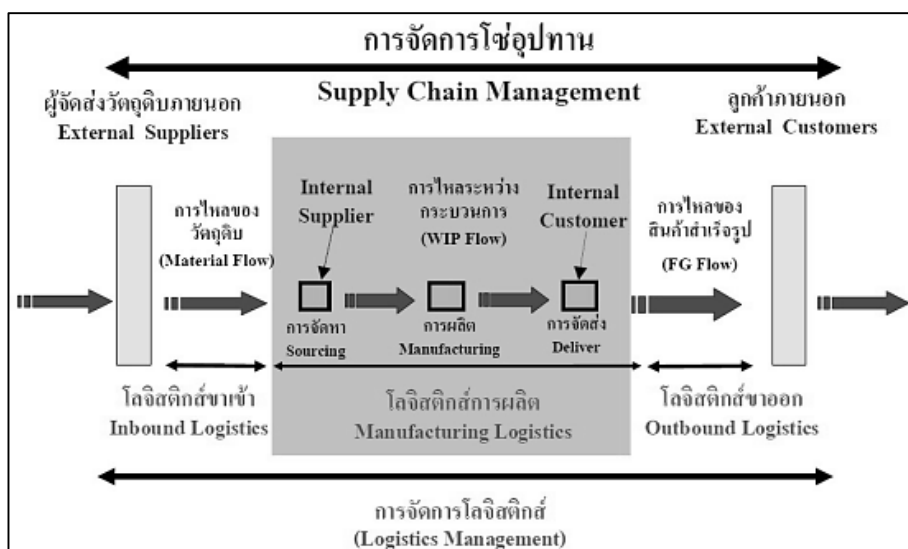 การจัดการโซ่อุปทาน
Supply Chain Management
ผู้จัดส่งวัตถุดิบภายนอก
External Suppliers
ลูกค้าภายนอก
External Customers
การไหลของ
วัตถุดิบ
(Material Flow)
Internal
Supplier
การไหลระหว่าง
กระบวนการ
(WIP Flow)
Internal
Customer
การไหลของ
สินค้าสำเร็จรูป
(FG Flow)
การจัดหา
Sourcing
การผลิต
Manufacturing
การจัดส่ง
Deliver
โลจิสติกส์ขาเข้า
Inbound Logistics
โลจิสติกส์การผลิต
Manufacturing Logistics
โลจิสติกส์ขาออก
Outbound Logistics
การจัดการโลจิสติกส์
(Logistics Management)